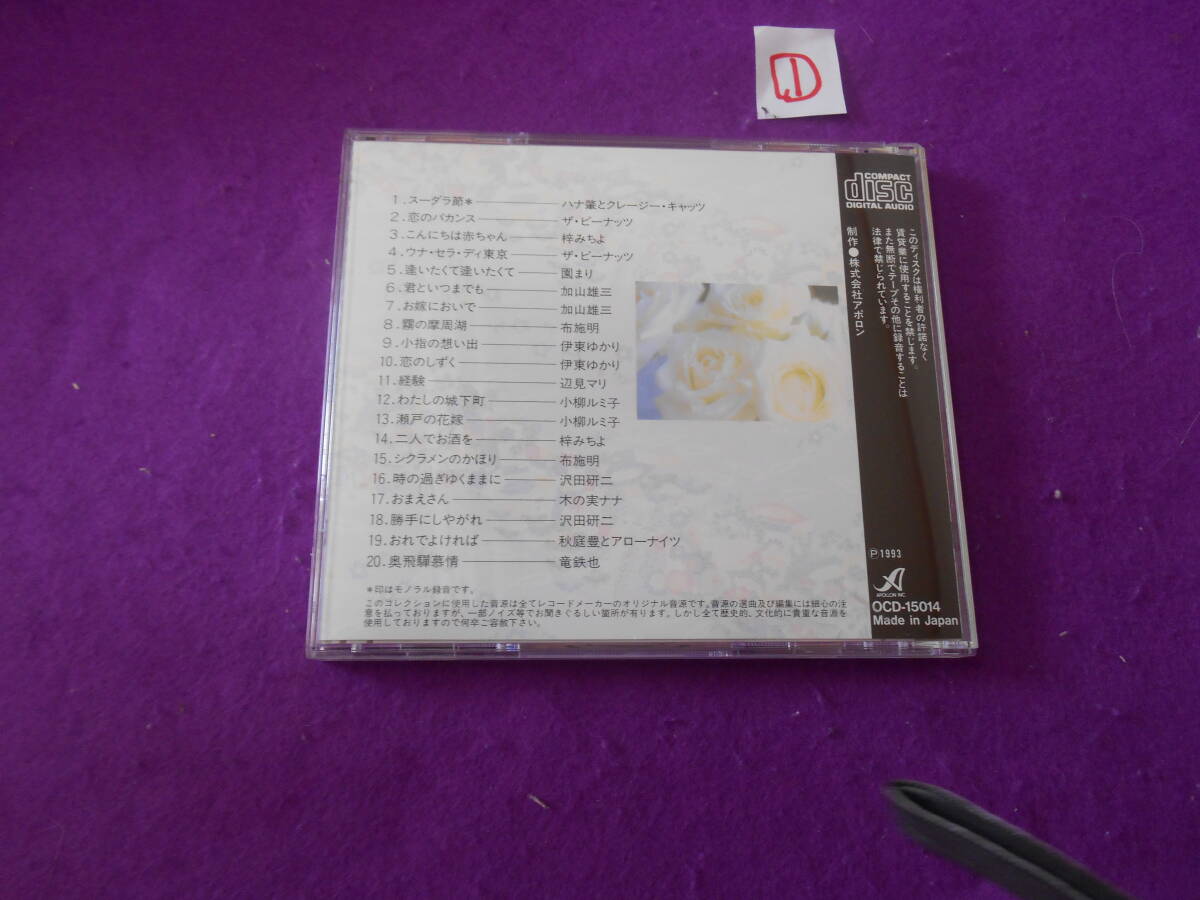 ①
1.スーダラ節*ハナ肇とクレージー・キャッツ
2.恋のバカンスザ・ピーナッツ
3.こんにちは赤ちゃん梓みちよ
4.ウナ・セラ・ディ東京ザ・ピーナッツ
5.逢いたくて逢いたくて園まり
6.君といつまでも加山雄三
7.お嫁においで加山雄三
8.霧の摩周湖布施明
9.小指の想い出伊東ゆかり
10.恋のしずく伊東ゆかり
11.経験辺見マリ
12.わたしの城下町小柳ルミ子
13.瀬戸の花嫁小柳ルミ子
14.二人でお酒を梓みちよ
15.シクラメンのかほり布施明
16.時の過ぎゆくままに沢田研二
17.おまえさん木の実ナナ
18.勝手にしやがれ沢田研二
19.おれでよければ秋庭豊とアローナイツ
20.奥飛騨慕情竜鉄也
*印はモノラル録音です。
このコレクションに使用した音源は全てレコードメーカーのオリジナル音源です。音源の選曲及び編集には細心の注
意を払っておりますが、一部ノイズ等でお聞きぐるしい箇所が有ります。しかし全て歴史的、文化的に貴重な音源を
使用しておりますので何卒ご容赦下さい。
COMPACT
disc
DIGITAL AUDIO
このディスクは権利者の許諾なく
賃貸業に使用することを禁じます。
また無断でテープその他に録音することは
法律で禁じられています。
制作●株式会社アポロン
Ⓟ1993
APOLLON INC.
OCD-15014
Made in Japan